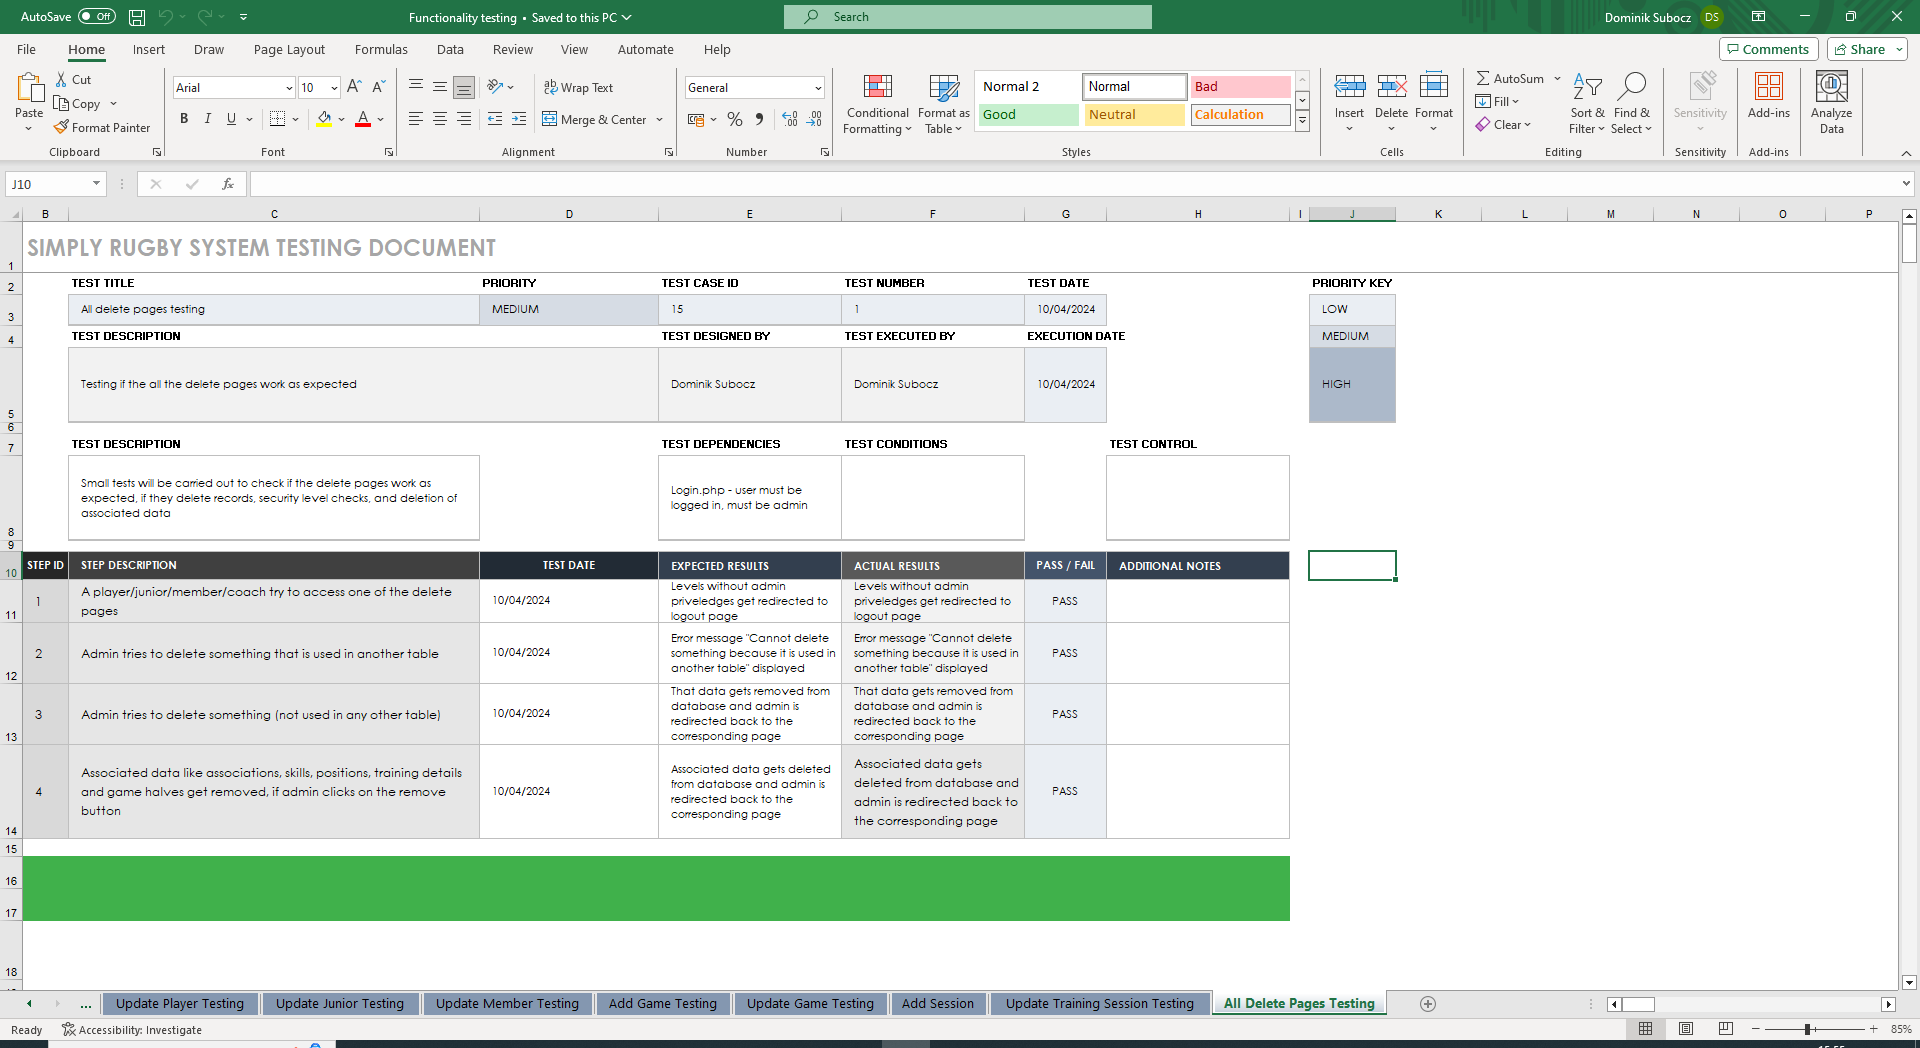 AutoSave Off
Functionality testing • Saved to this PC
Search
Dominik Subocz DS
File Home Insert Draw Page Layout Formulas Data Review View Automate Help
Comments Share
Paste
Cut
Copy
Format Painter
Clipboard
Arial 10
B I U
Font
Wrap Text
Merge & Center
Alignment
General
Number
Conditional Formatting
Format as Table
Normal 2 Normal Bad
Good Neutral Calculation
Styles
Insert Delete Format
Cells
AutoSum
Fill
Clear
Sort & Filter
Find & Select
Editing
Sensitivity
Sensitivity
Add-ins
Add-ins
Analyze Data
J10
fx
B C D E F G H I J K L M N O P
1
SIMPLY RUGBY SYSTEM TESTING DOCUMENT
2
TEST TITLE PRIORITY TEST CASE ID TEST NUMBER TEST DATE PRIORITY KEY
3
All delete pages testing MEDIUM 15 1 10/04/2024 LOW
4
TEST DESCRIPTION TEST DESIGNED BY TEST EXECUTED BY EXECUTION DATE MEDIUM
5
Testing if the all the delete pages work as expected Dominik Subocz Dominik Subocz 10/04/2024 HIGH
6
7
TEST DESCRIPTION TEST DEPENDENCIES TEST CONDITIONS TEST CONTROL
8
Small tests will be carried out to check if the delete pages work as
expected, if they delete records, security level checks, and deletion of
associated data
Login.php - user must be
logged in, must be admin
9
10
STEP ID STEP DESCRIPTION TEST DATE EXPECTED RESULTS ACTUAL RESULTS PASS / FAIL ADDITIONAL NOTES
11
1
A player/junior/member/coach try to access one of the delete
pages
10/04/2024
Levels without admin
priveledges get redirected to
logout page
Levels without admin
priveledges get redirected to
logout page
PASS
12
2
Admin tries to delete something that is used in another table
10/04/2024
Error message "Cannot delete
something because it is used in
another table" displayed
Error message "Cannot delete
something because it is used in
another table" displayed
PASS
13
3
Admin tries to delete something (not used in any other table)
10/04/2024
That data gets removed from
database and admin is
redirected back to the
corresponding page
That data gets removed from
database and admin is
redirected back to the
corresponding page
PASS
14
4
Associated data like associations, skills, positions, training details
and game halves get removed, if admin clicks on the remove
button
10/04/2024
Associated data gets deleted
from database and admin is
redirected back to the
corresponding page
Associated data gets
deleted from database and
admin is redirected back to
the corresponding page
PASS
15
16
17
18
... Update Player Testing Update Junior Testing Update Member Testing Add Game Testing Update Game Testing Add Session Update Training Session Testing All Delete Pages Testing
Ready Accessibility: Investigate 85%